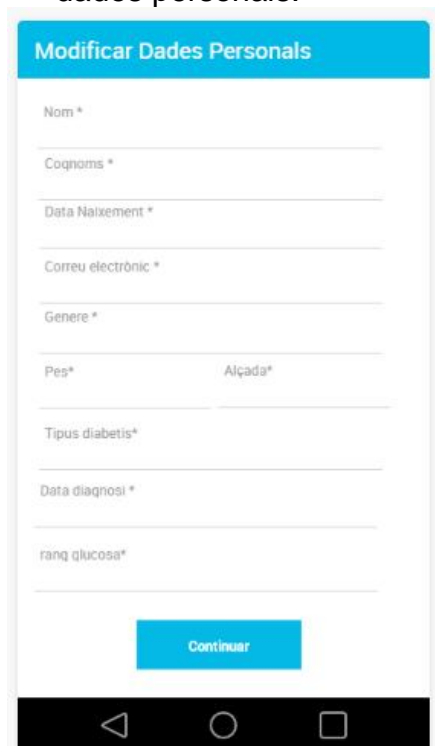 dades personals.
Modificar Dades Personals
Nom *
Cognoms *
Data Naixement *
Correu electrònic *
Genere *
Pes* Alçada*
Tipus diabetis*
Data diagnosi *
rang glucosa*
Continuar